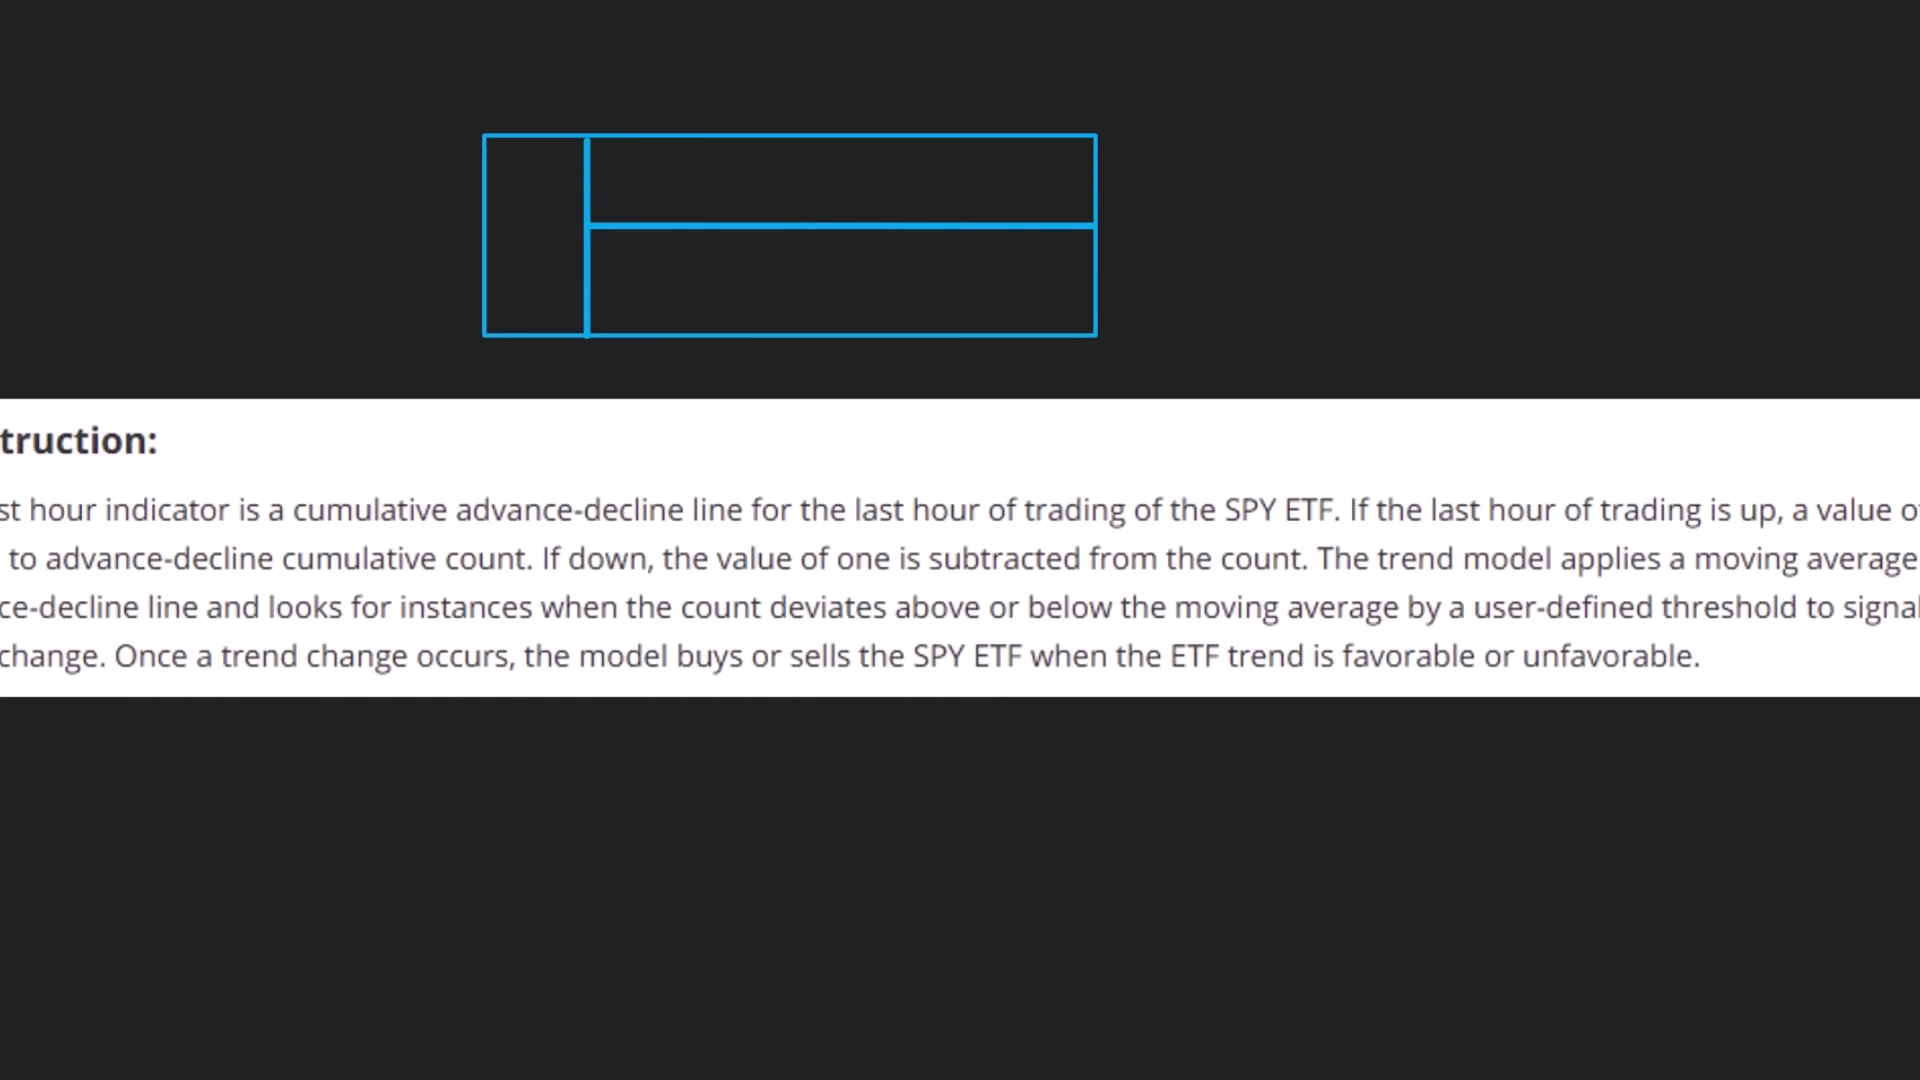 truction:
st hour indicator is a cumulative advance-decline line for the last hour of trading of the SPY ETF. If the last hour of trading is up, a value o
to advance-decline cumulative count. If down, the value of one is subtracted from the count. The trend model applies a moving average
ce-decline line and looks for instances when the count deviates above or below the moving average by a user-defined threshold to signal
change. Once a trend change occurs, the model buys or sells the SPY ETF when the ETF trend is favorable or unfavorable.